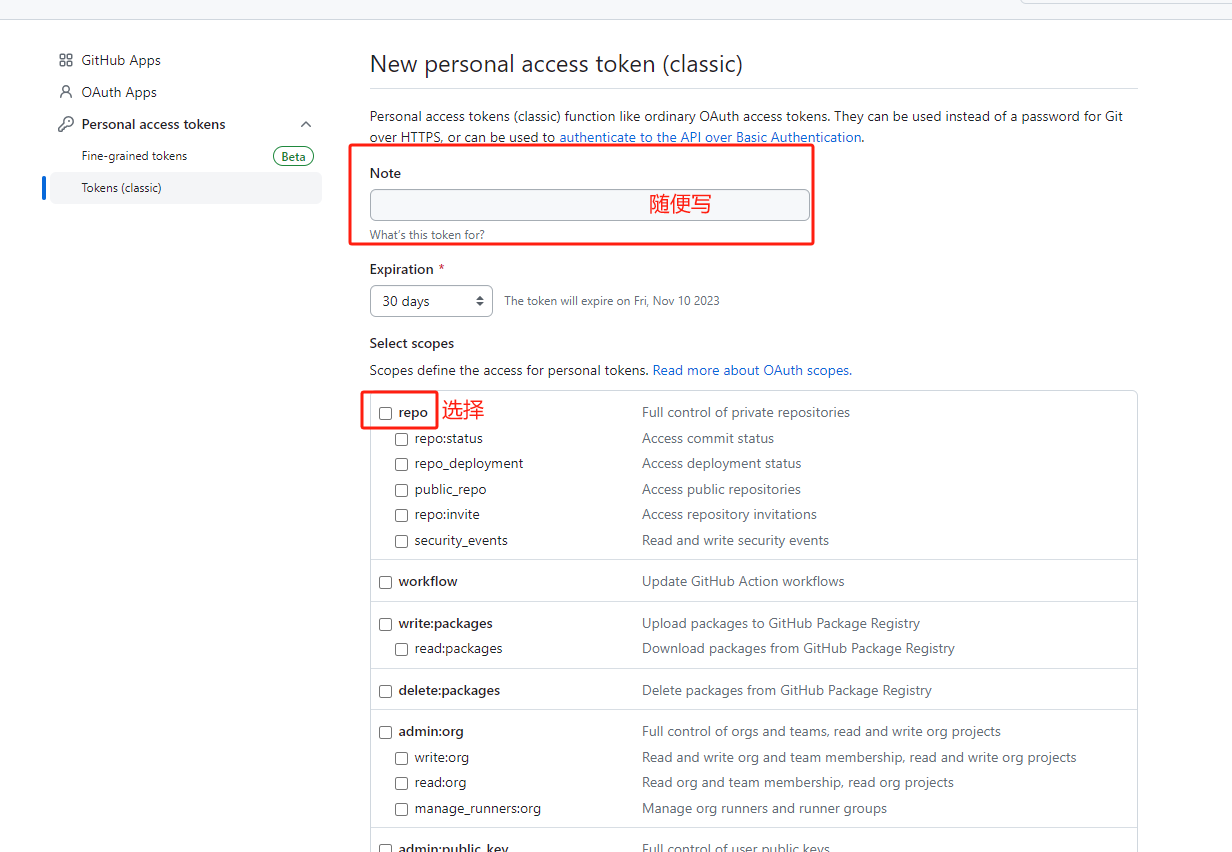 GitHub Apps
OAuth Apps
Personal access tokens
Fine-grained tokens Beta
Tokens (classic)
New personal access token (classic)
Personal access tokens (classic) function like ordinary OAuth access tokens. They can be used instead of a password for Git
over HTTPS, or can be used to authenticate to the API over Basic Authentication.
Note
随便写
What's this token for?
Expiration *
30 days The token will expire on Fri, Nov 10 2023
Select scopes
Scopes define the access for personal tokens. Read more about OAuth scopes.
repo 选择 Full control of private repositories
repo:status Access commit status
repo_deployment Access deployment status
public_repo Access public repositories
repo:invite Access repository invitations
security_events Read and write security events
workflow Update GitHub Action workflows
write:packages Upload packages to GitHub Package Registry
read:packages Download packages from GitHub Package Registry
delete:packages Delete packages from GitHub Package Registry
admin:org Full control of orgs and teams, read and write org projects
write:org Read and write org and team membership, read and write org projects
read:org Read org and team membership, read org projects
manage_runners:org Manage org runners and runner groups
admin:public_key Full control of user public keys